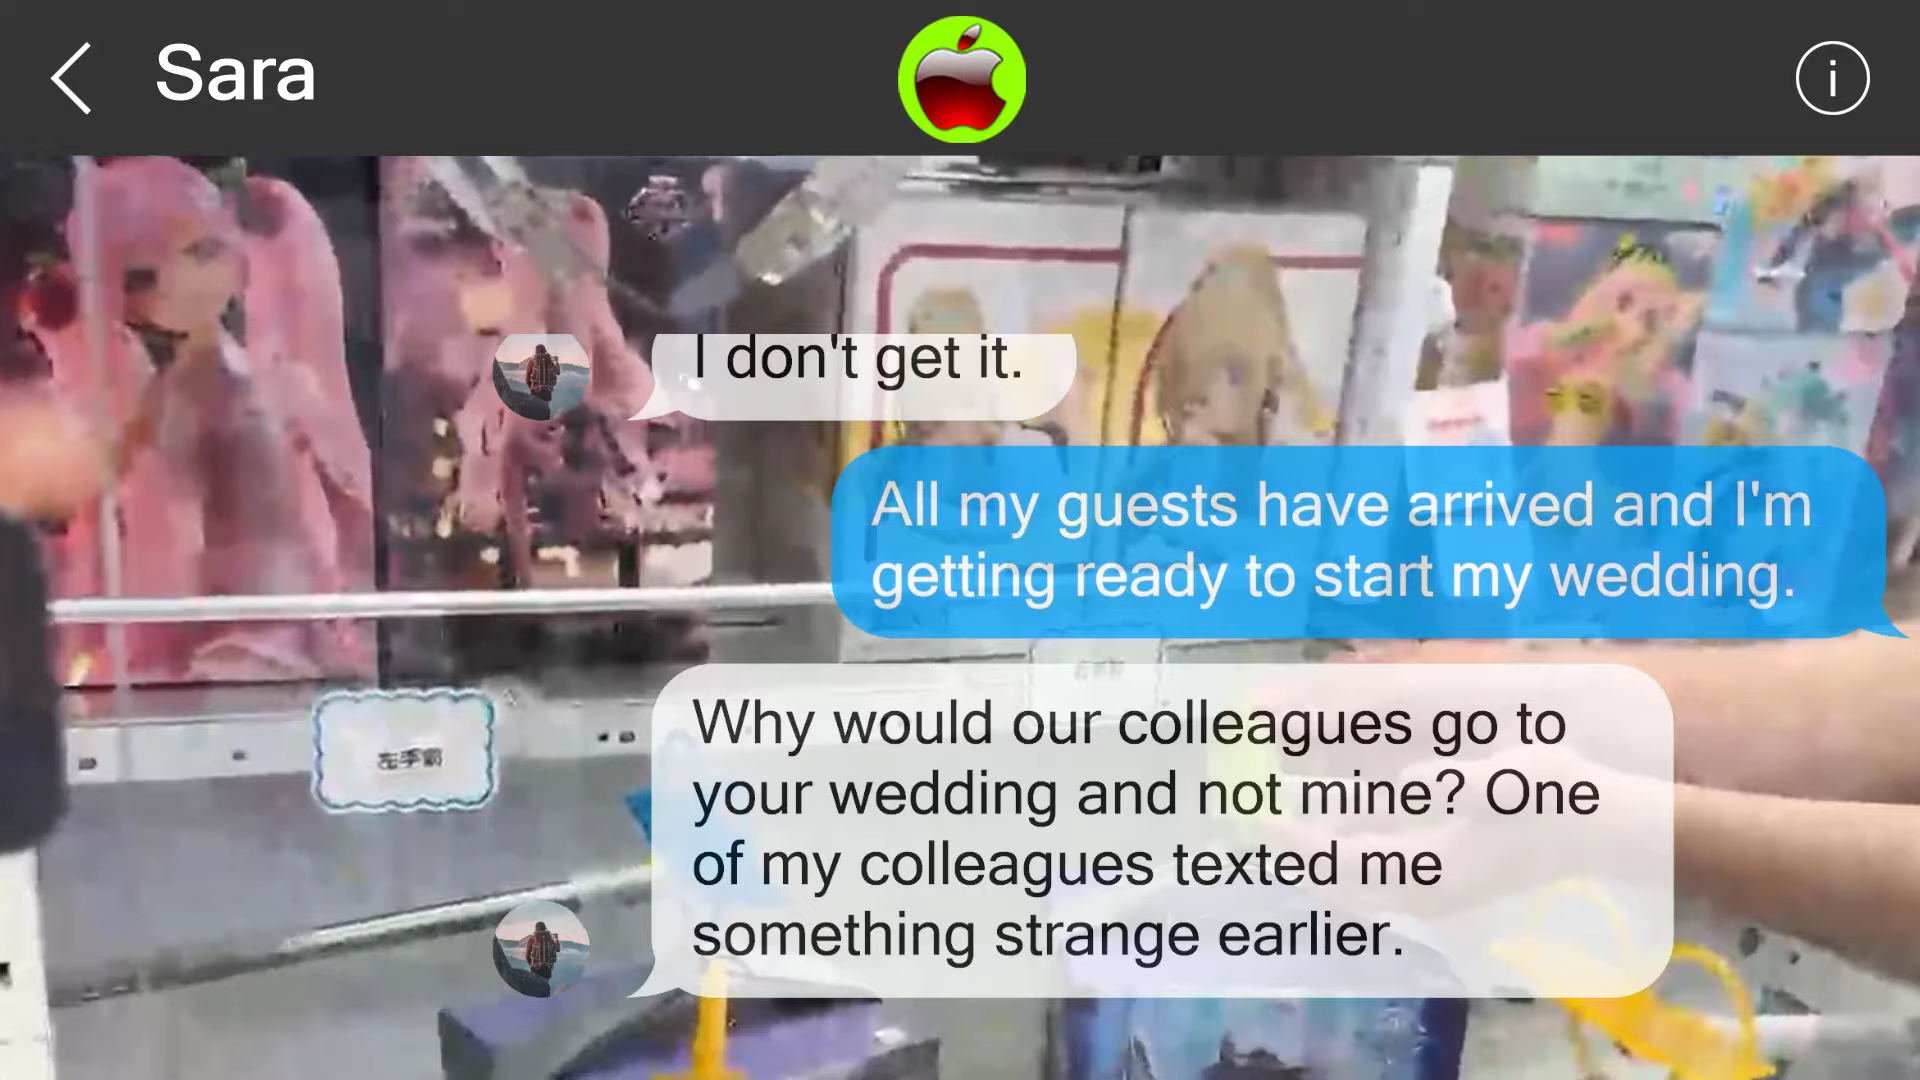 Sara
I don't get it.
All my guests have arrived and I'm
getting ready to start my wedding.
Why would our colleagues go to
your wedding and not mine? One
of my colleagues texted me
something strange earlier.